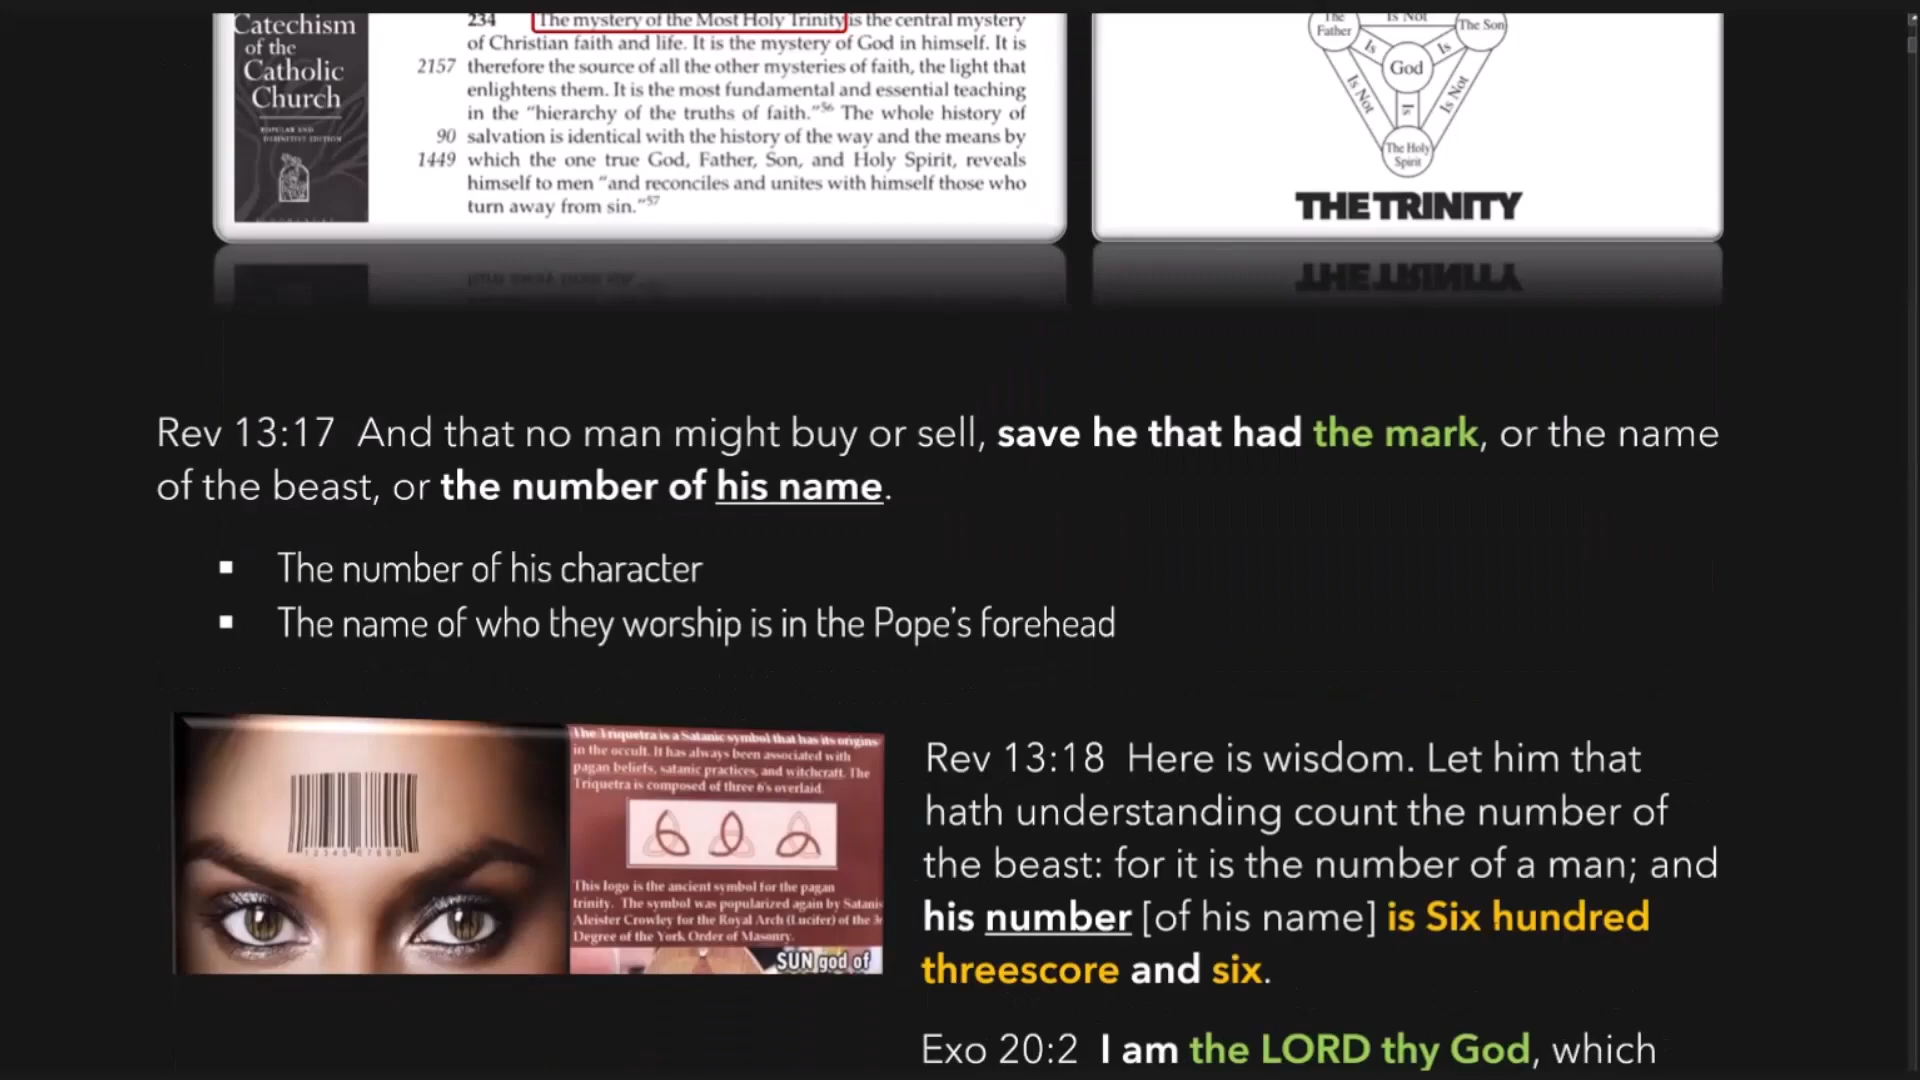 Catechism
of the
Catholic
Church
POPULAR AND
DEFINITIVE EDITION
234 The mystery of the Most Holy Trinity is the central mystery
of Christian faith and life. It is the mystery of God in himself. It is
2157 therefore the source of all the other mysteries of faith, the light that
enlightens them. It is the most fundamental and essential teaching
in the “hierarchy of the truths of faith.”56 The whole history of
90 salvation is identical with the history of the way and the means by
1449 which the one true God, Father, Son, and Holy Spirit, reveals
himself to men “and reconciles and unites with himself those who
turn away from sin.”57
The Father
Is Not
The Son
Is
Is
God
Is Not
Is
Is Not
The Holy
Spirit
THE TRINITY
Rev 13:17 And that no man might buy or sell, save he that had the mark, or the name
of the beast, or the number of his name.
▪ The number of his character
▪ The name of who they worship is in the Pope’s forehead
The Triquetra is a Satanic symbol that has its origins
in the occult. It has always been associated with
pagan beliefs, satanic practices, and witchcraft. The
Triquetra is composed of three 6's overlaid.
This logo is the ancient symbol for the pagan
trinity. The symbol was popularized again by Satanis
Aleister Crowley for the Royal Arch (Lucifer) of the 3
Degree of the York Order of Masonry.
SUN god of
Rev 13:18 Here is wisdom. Let him that
hath understanding count the number of
the beast: for it is the number of a man; and
his number [of his name] is Six hundred
threescore and six.
Exo 20:2 I am the LORD thy God, which